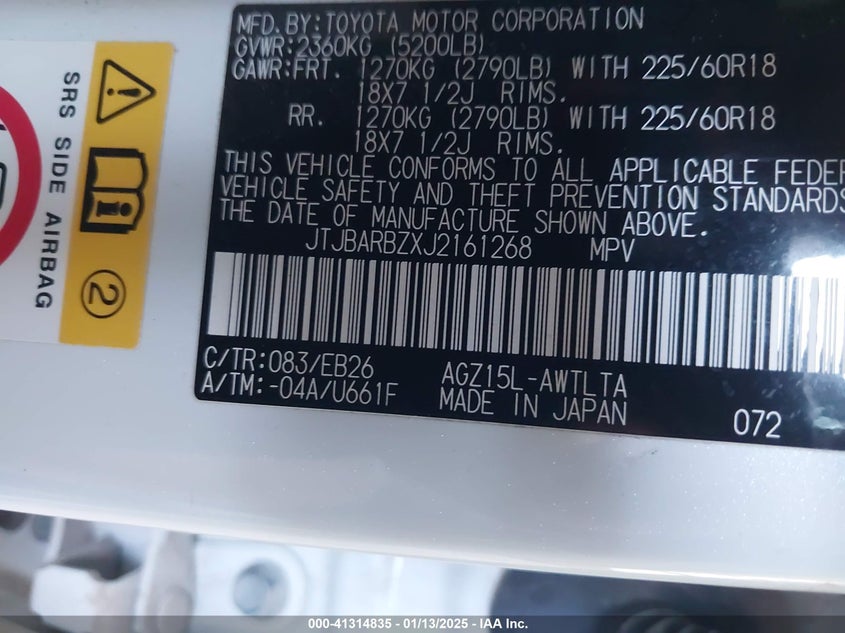 MFD.BY:TOYOTA MOTOR CORPORATION
GVWR:2360KG (5200LB)
GAWR:FRT. 1270KG (2790LB) WITH 225/60R18
18X7 1/2J RIMS.
RR. 1270KG (2790LB) WITH 225/60R18
18X7 1/2J RIMS.
THIS VEHICLE CONFORMS TO ALL APPLICABLE FEDER
VEHICLE SAFETY AND THEFT PREVENTION STANDARDS
THE DATE OF MANUFACTURE SHOWN ABOVE.
JTJBARBZXJ2161268 MPV
C/TR:083/EB26 AGZ15L-AWTLTA
A/TM:-04A/U661F MADE IN JAPAN 072
SRS SIDE AIRBAG
2
000-41314835 - 01/13/2025 - © IAA Inc.